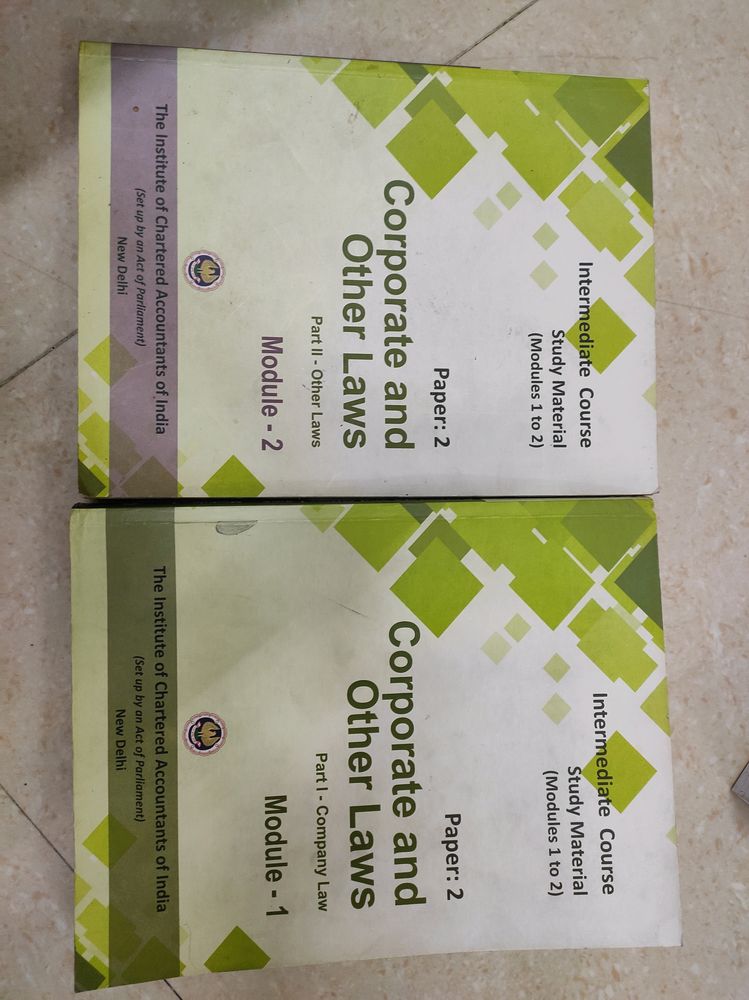 Intermediate Course
Study Material
(Modules 1 to 2)
Paper: 2
Corporate and
Other Laws
Part II - Other Laws
Module - 2
The Institute of Chartered Accountants of India
(Set up by an Act of Parliament)
New Delhi
Intermediate Course
Study Material
(Modules 1 to 2)
Paper: 2
Corporate and
Other Laws
Part I - Company Law
Module - 1
The Institute of Chartered Accountants of India
(Set up by an Act of Parliament)
New Delhi